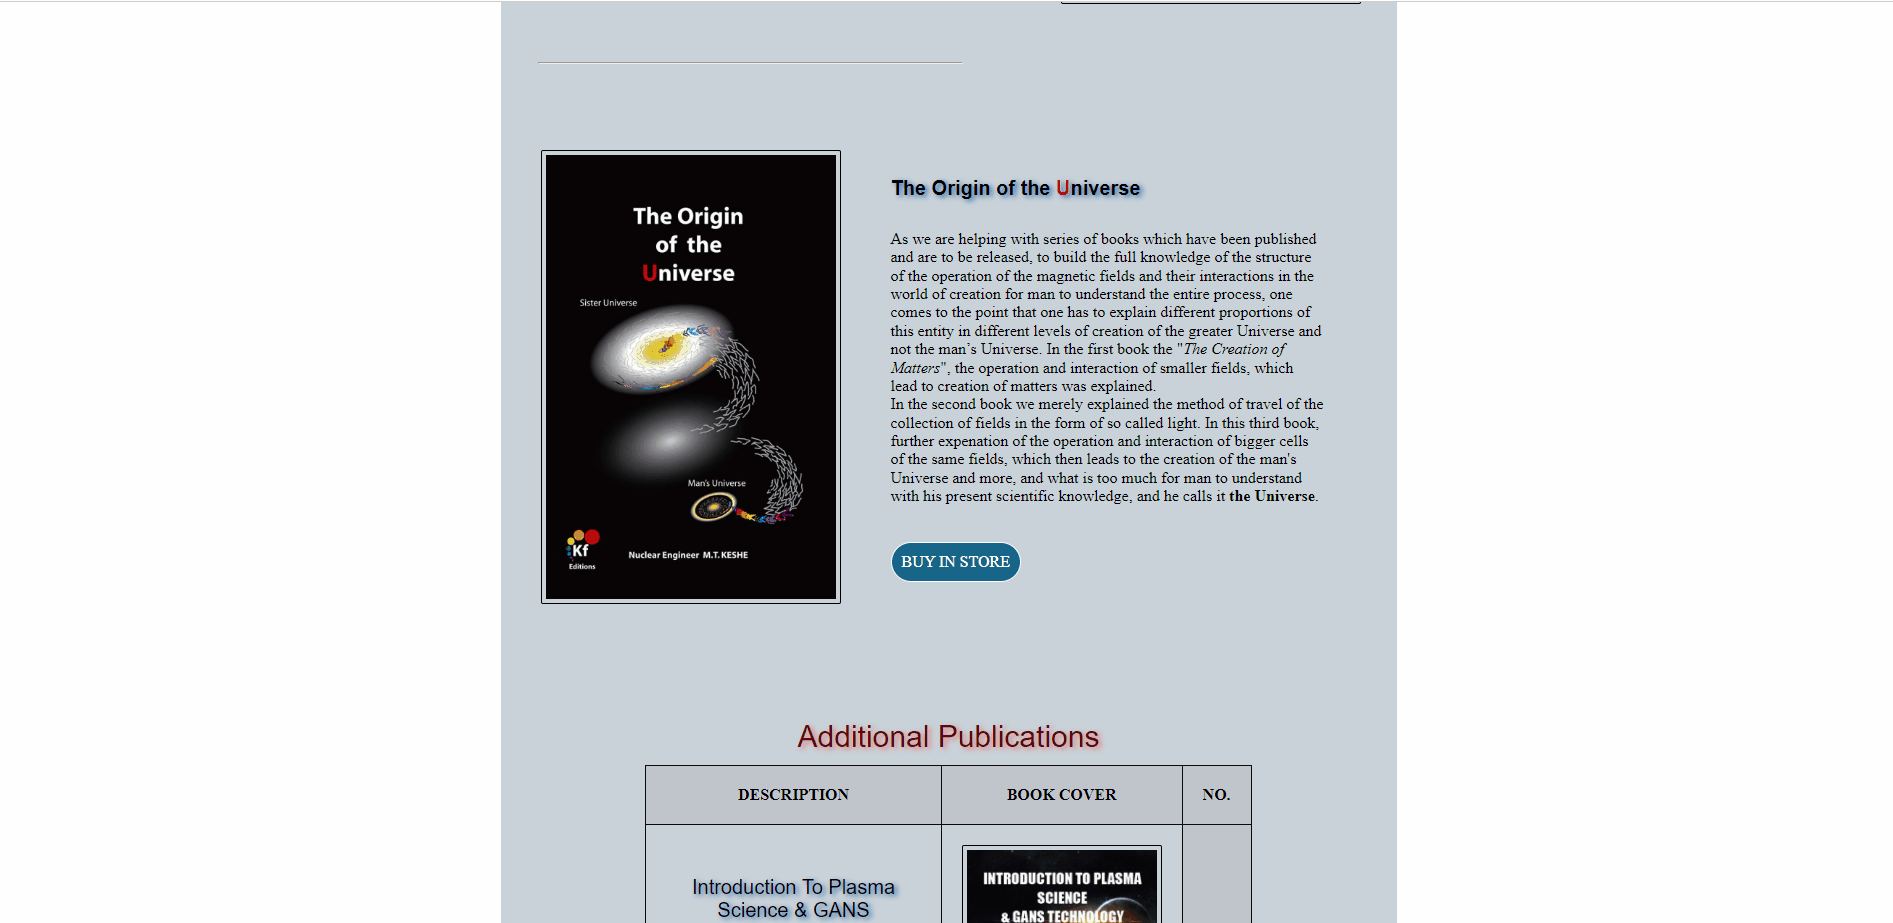 The Origin
of the
Universe
Sister Universe
Man's Universe
Kf
Editions
Nuclear Engineer M.T. KESHE
The Origin of the Universe
As we are helping with series of books which have been published
and are to be released, to build the full knowledge of the structure
of the operation of the magnetic fields and their interactions in the
world of creation for man to understand the entire process, one
comes to the point that one has to explain different proportions of
this entity in different levels of creation of the greater Universe and
not the man’s Universe. In the first book the "The Creation of
Matters", the operation and interaction of smaller fields, which
lead to creation of matters was explained.
In the second book we merely explained the method of travel of the
collection of fields in the form of so called light. In this third book,
further expenation of the operation and interaction of bigger cells
of the same fields, which then leads to the creation of the man's
Universe and more, and what is too much for man to understand
with his present scientific knowledge, and he calls it the Universe.
BUY IN STORE
Additional Publications
DESCRIPTION BOOK COVER NO.
Introduction To Plasma
Science & GANS
INTRODUCTION TO PLASMA
SCIENCE
& GANS TECHNOLOGY